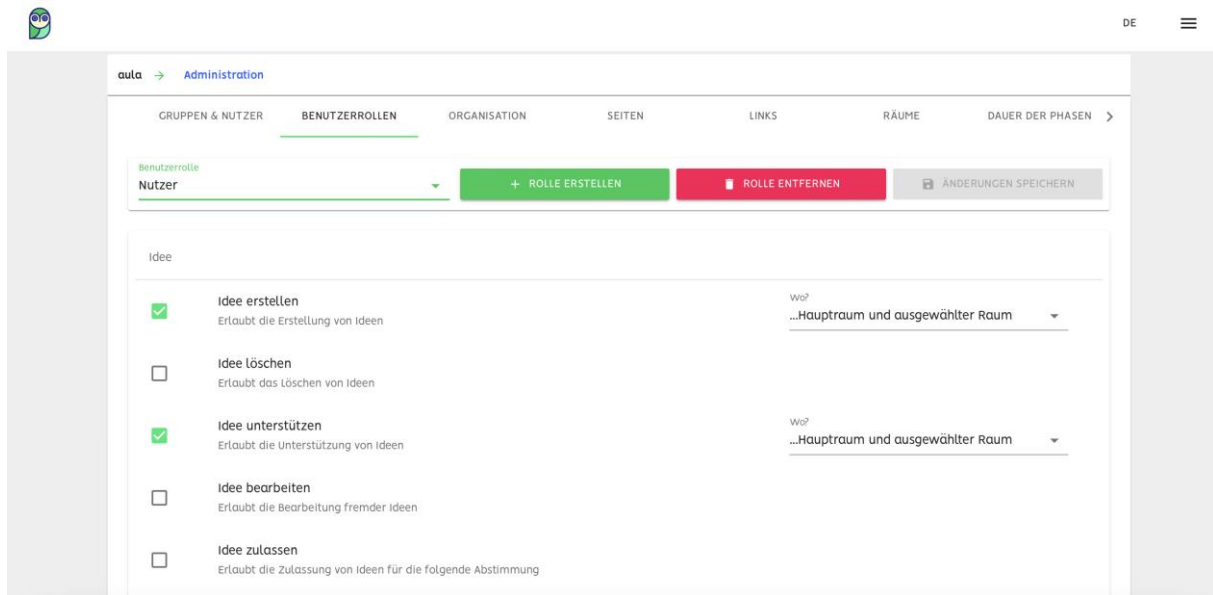 DE
aula → Administration
GRUPPEN & NUTZER BENUTZERROLLEN ORGANISATION SEITEN LINKS RÄUME DAUER DER PHASEN
Benutzerrolle
Nutzer
+ ROLLE ERSTELLEN ROLLE ENTFERNEN ÄNDERUNGEN SPEICHERN
Idee
Idee erstellen
Erlaubt die Erstellung von Ideen
Wo?
...Hauptraum und ausgewählter Raum
Idee löschen
Erlaubt das Löschen von Ideen
Idee unterstützen
Erlaubt die Unterstützung von Ideen
Wo?
...Hauptraum und ausgewählter Raum
Idee bearbeiten
Erlaubt die Bearbeitung fremder Ideen
Idee zulassen
Erlaubt die Zulassung von Ideen für die folgende Abstimmung